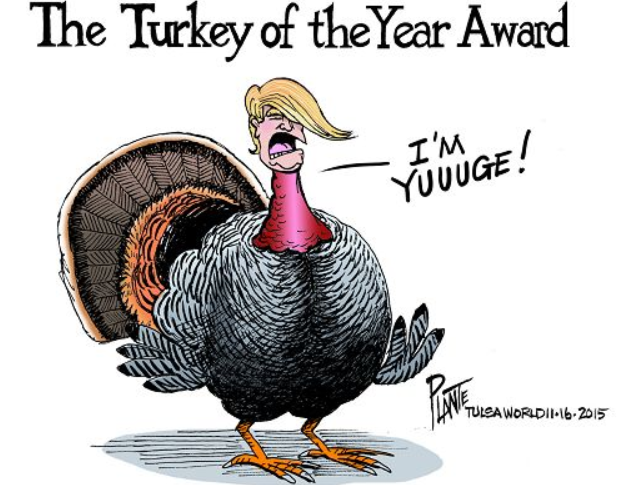 The Turkey of the Year Award
I'M
YUUUGE!
PLANTE
TULSA WORLD 11•16•2015